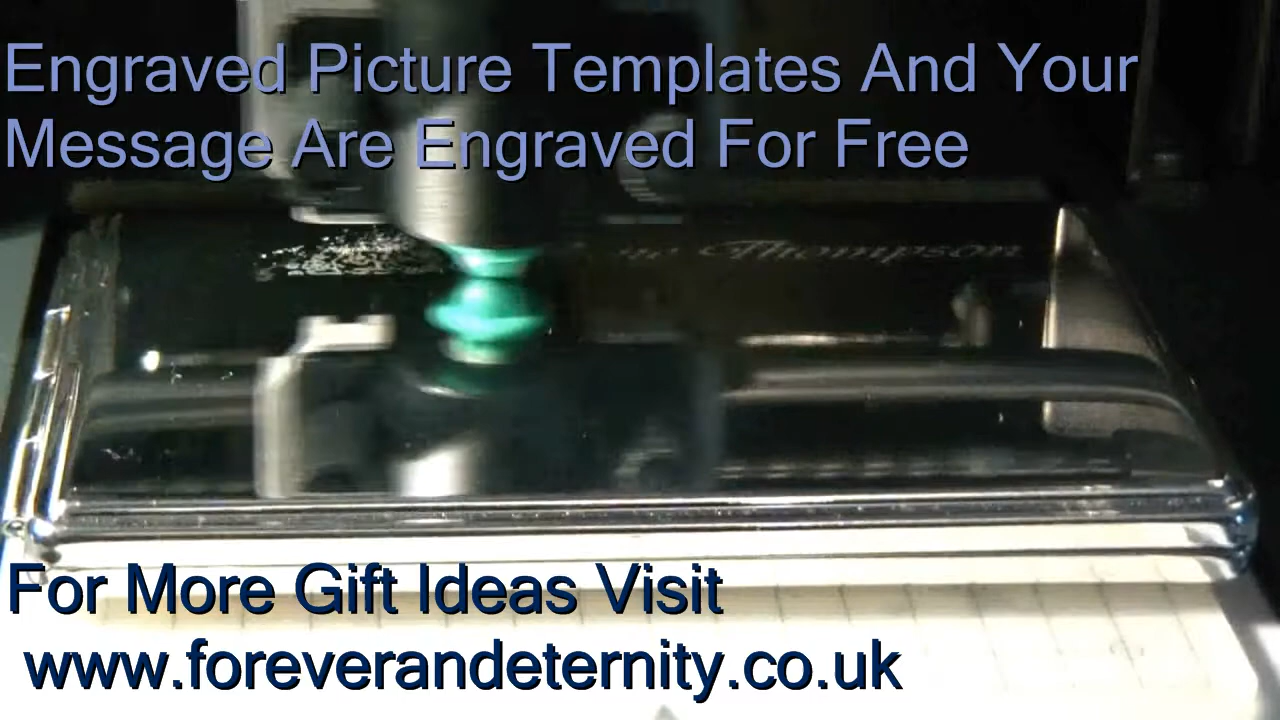 Engraved Picture Templates And Your
Message Are Engraved For Free
Thompson
For More Gift Ideas Visit
www.foreverandeternity.co.uk